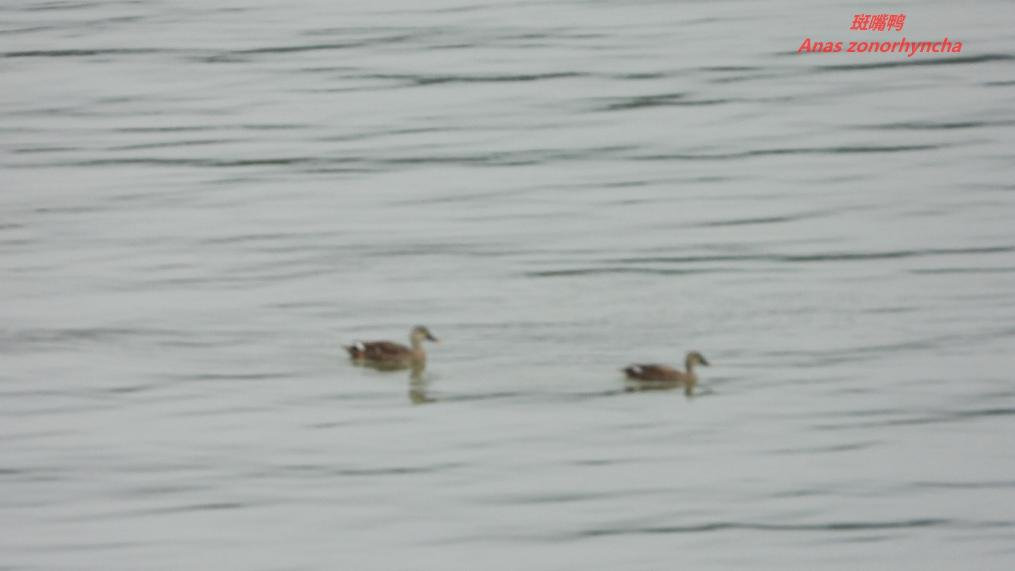 斑嘴鸭
Anas zonorhyncha